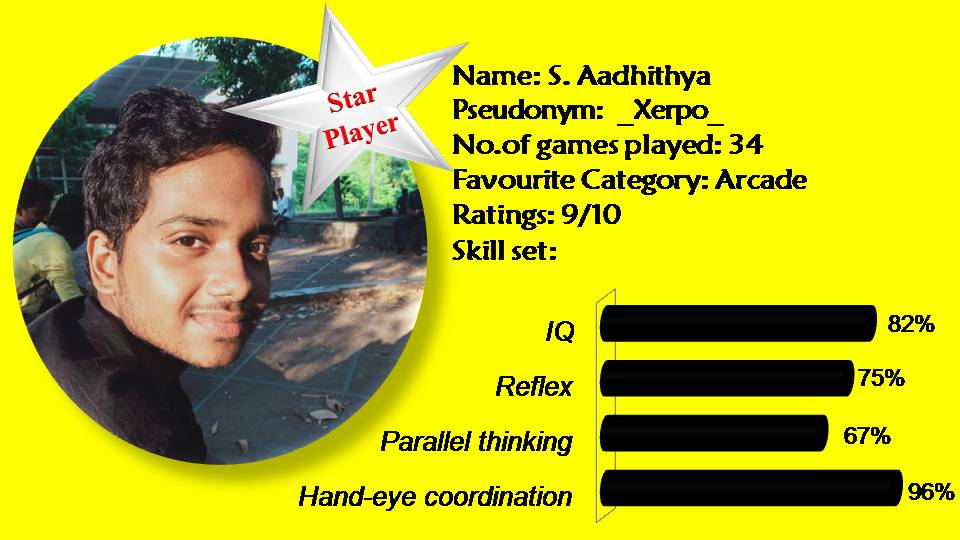 Star
Player
Name: S. Aadhithya
Pseudonym: _Xerpo_
No.of games played: 34
Favourite Category: Arcade
Ratings: 9/10
Skill set:
IQ 82%
Reflex 75%
Parallel thinking 67%
Hand-eye coordination 96%